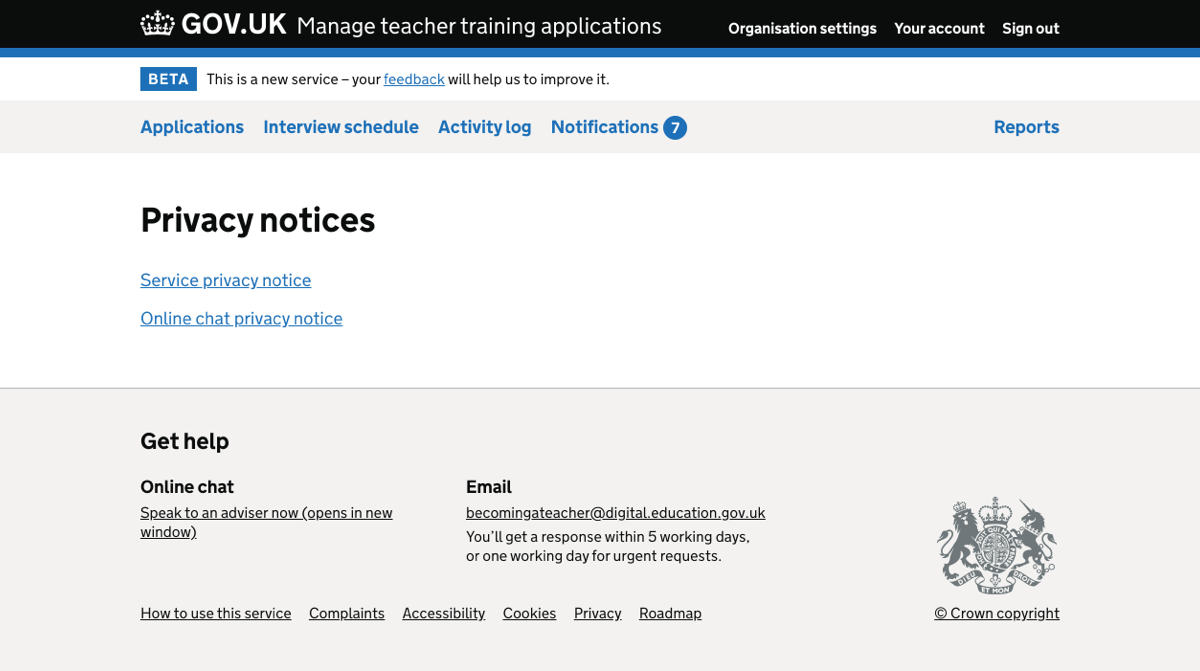 GOV.UK Manage teacher training applications Organisation settings Your account Sign out
BETA This is a new service – your feedback will help us to improve it.
Applications Interview schedule Activity log Notifications 7 Reports
Privacy notices
Service privacy notice
Online chat privacy notice
Get help
Online chat
Speak to an adviser now (opens in new
window)
Email
becomingateacher@digital.education.gov.uk
You’ll get a response within 5 working days,
or one working day for urgent requests.
DIEU ET MON DROIT
How to use this service Complaints Accessibility Cookies Privacy Roadmap © Crown copyright